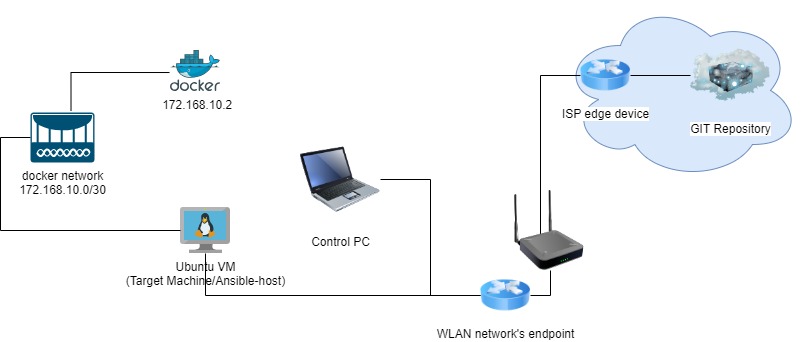 docker
172.168.10.2
ISP edge device
GIT Repository
docker network
172.168.10.0/30
Control PC
Ubuntu VM
(Target Machine/Ansible-host)
WLAN network's endpoint